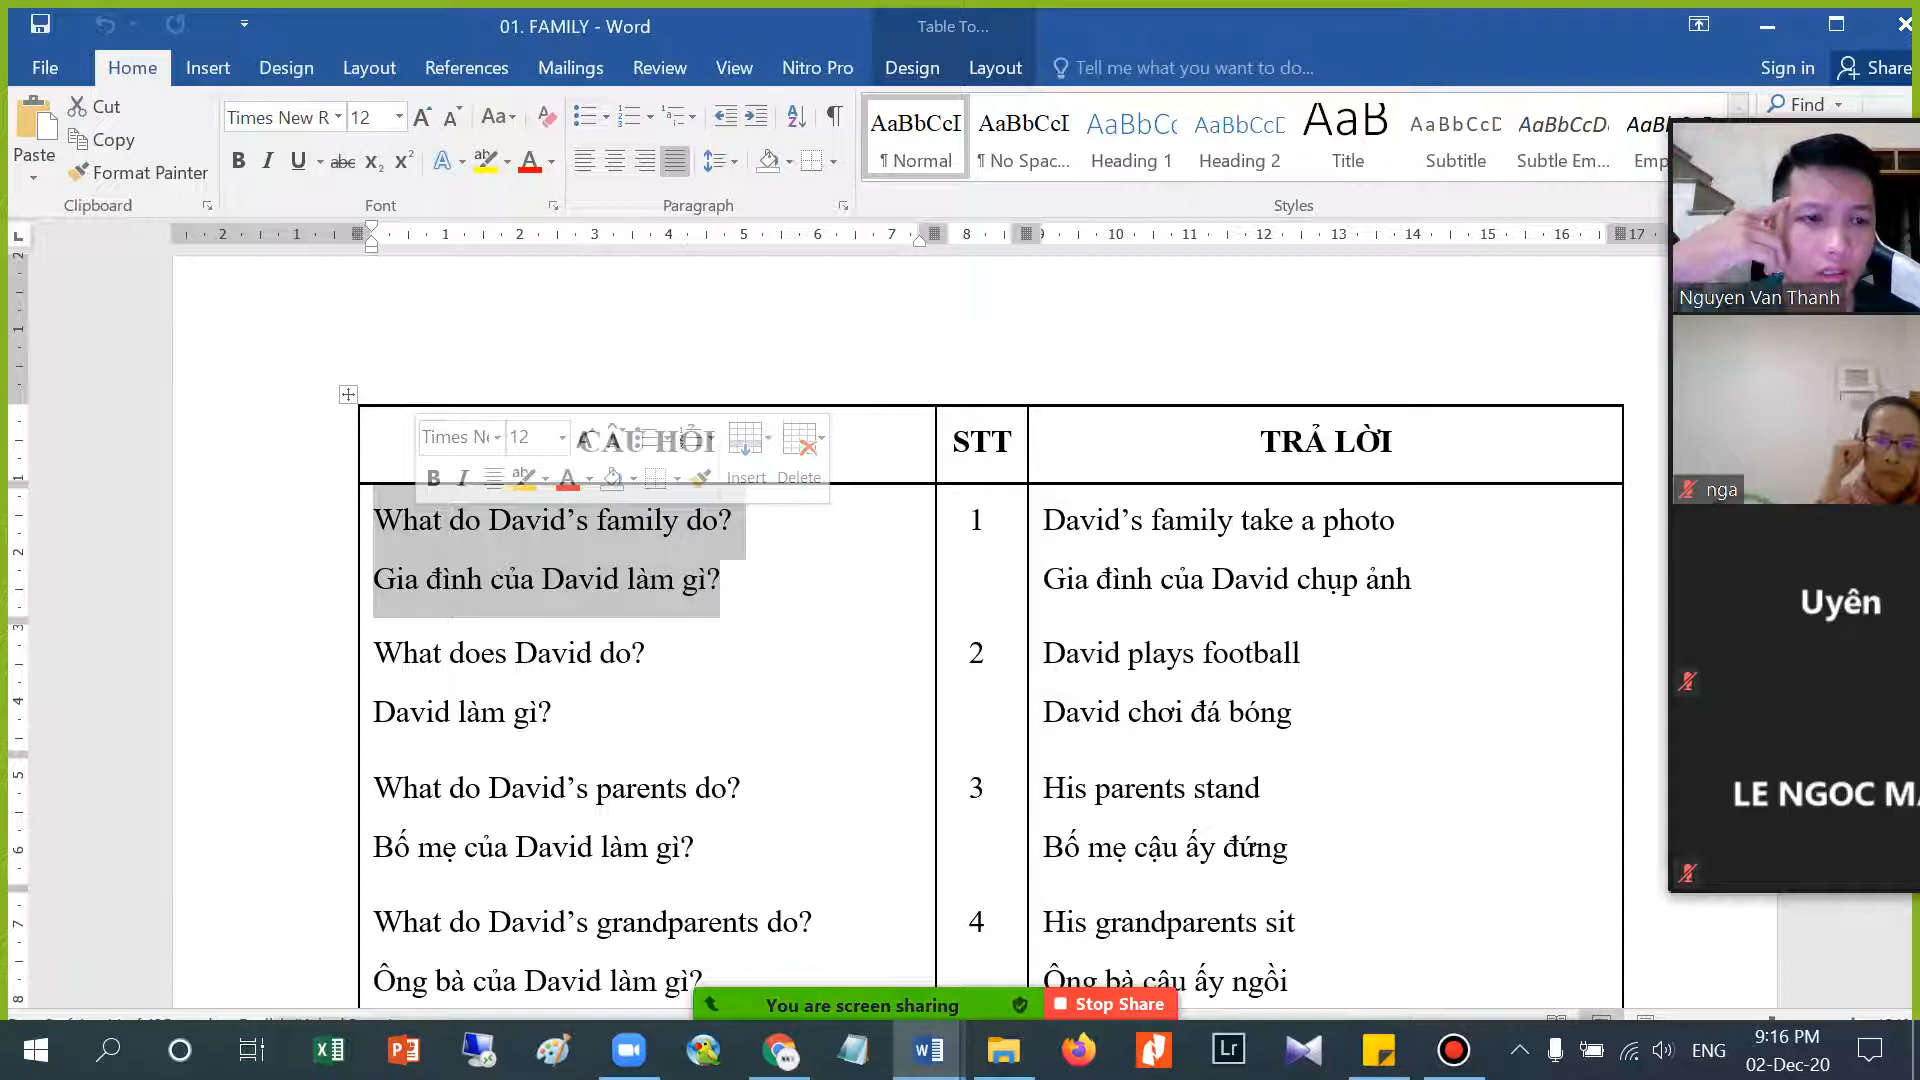 01. FAMILY - Word
Table To...
File
Home
Insert
Design
Layout
References
Mailings
Review
View
Nitro Pro
Design
Layout
Tell me what you want to do...
Sign in
Share
Paste
Cut
Copy
Format Painter
Clipboard
Times New R
12
Font
Paragraph
AaBbCcI
¶ Normal
AaBbCcI
¶ No Spac...
AaBbCc
Heading 1
AaBbCcD
Heading 2
AaB
Title
AaBbCcD
Subtitle
AaBbCcD
Subtle Em...
Styles
Find
Nguyen Van Thanh
nga
Uyên
LE NGOC MA
Times Ne
12
Insert
Delete
CÂU HỎI
STT
TRẢ LỜI
What do David’s family do?
Gia đình của David làm gì?
1
David’s family take a photo
Gia đình của David chụp ảnh
What does David do?
David làm gì?
2
David plays football
David chơi đá bóng
What do David’s parents do?
Bố mẹ của David làm gì?
3
His parents stand
Bố mẹ cậu ấy đứng
What do David’s grandparents do?
Ông bà của David làm gì?
4
His grandparents sit
Ông bà cậu ấy ngồi
You are screen sharing
Stop Share
ENG
9:16 PM
02-Dec-20